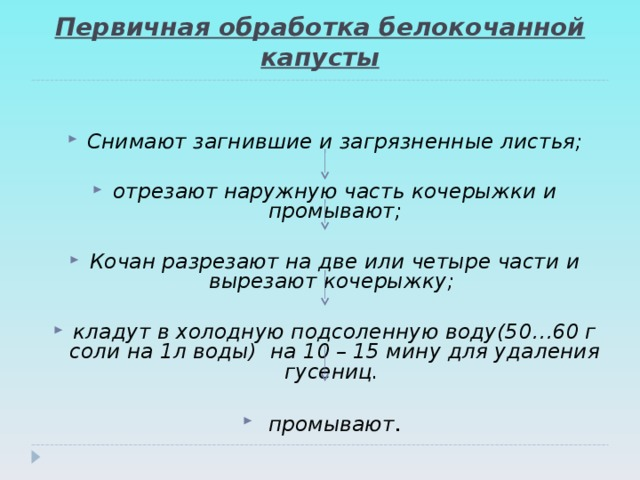 Первичная обработка белокочанной
капусты
Снимают загнившие и загрязненные листья;
отрезают наружную часть кочерыжки и
промывают;
Кочан разрезают на две или четыре части и
вырезают кочерыжку;
кладут в холодную подсоленную воду(50…60 г
соли на 1л воды) на 10 – 15 мину для удаления
гусениц.
промывают.